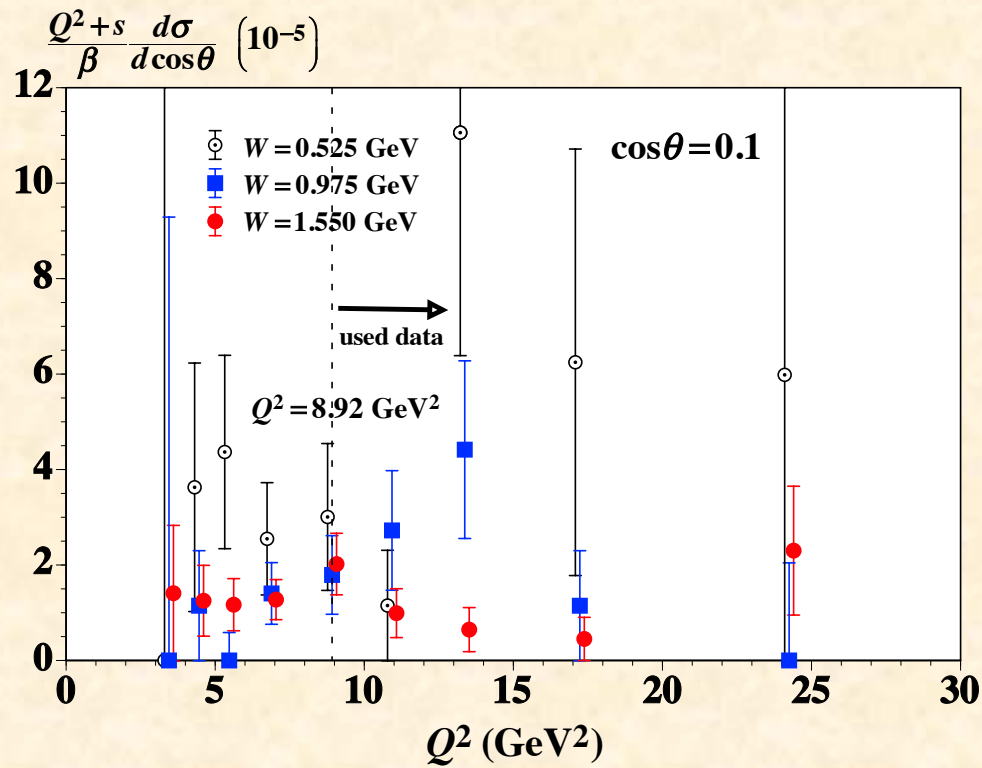 Q²+s/β dσ/d cosθ (10⁻⁵)
12
10
8
6
4
2
0
W=0.525 GeV
W=0.975 GeV
W=1.550 GeV
cosθ=0.1
used data
Q²=8.92 GeV²
0 5 10 15 20 25 30
Q² (GeV²)